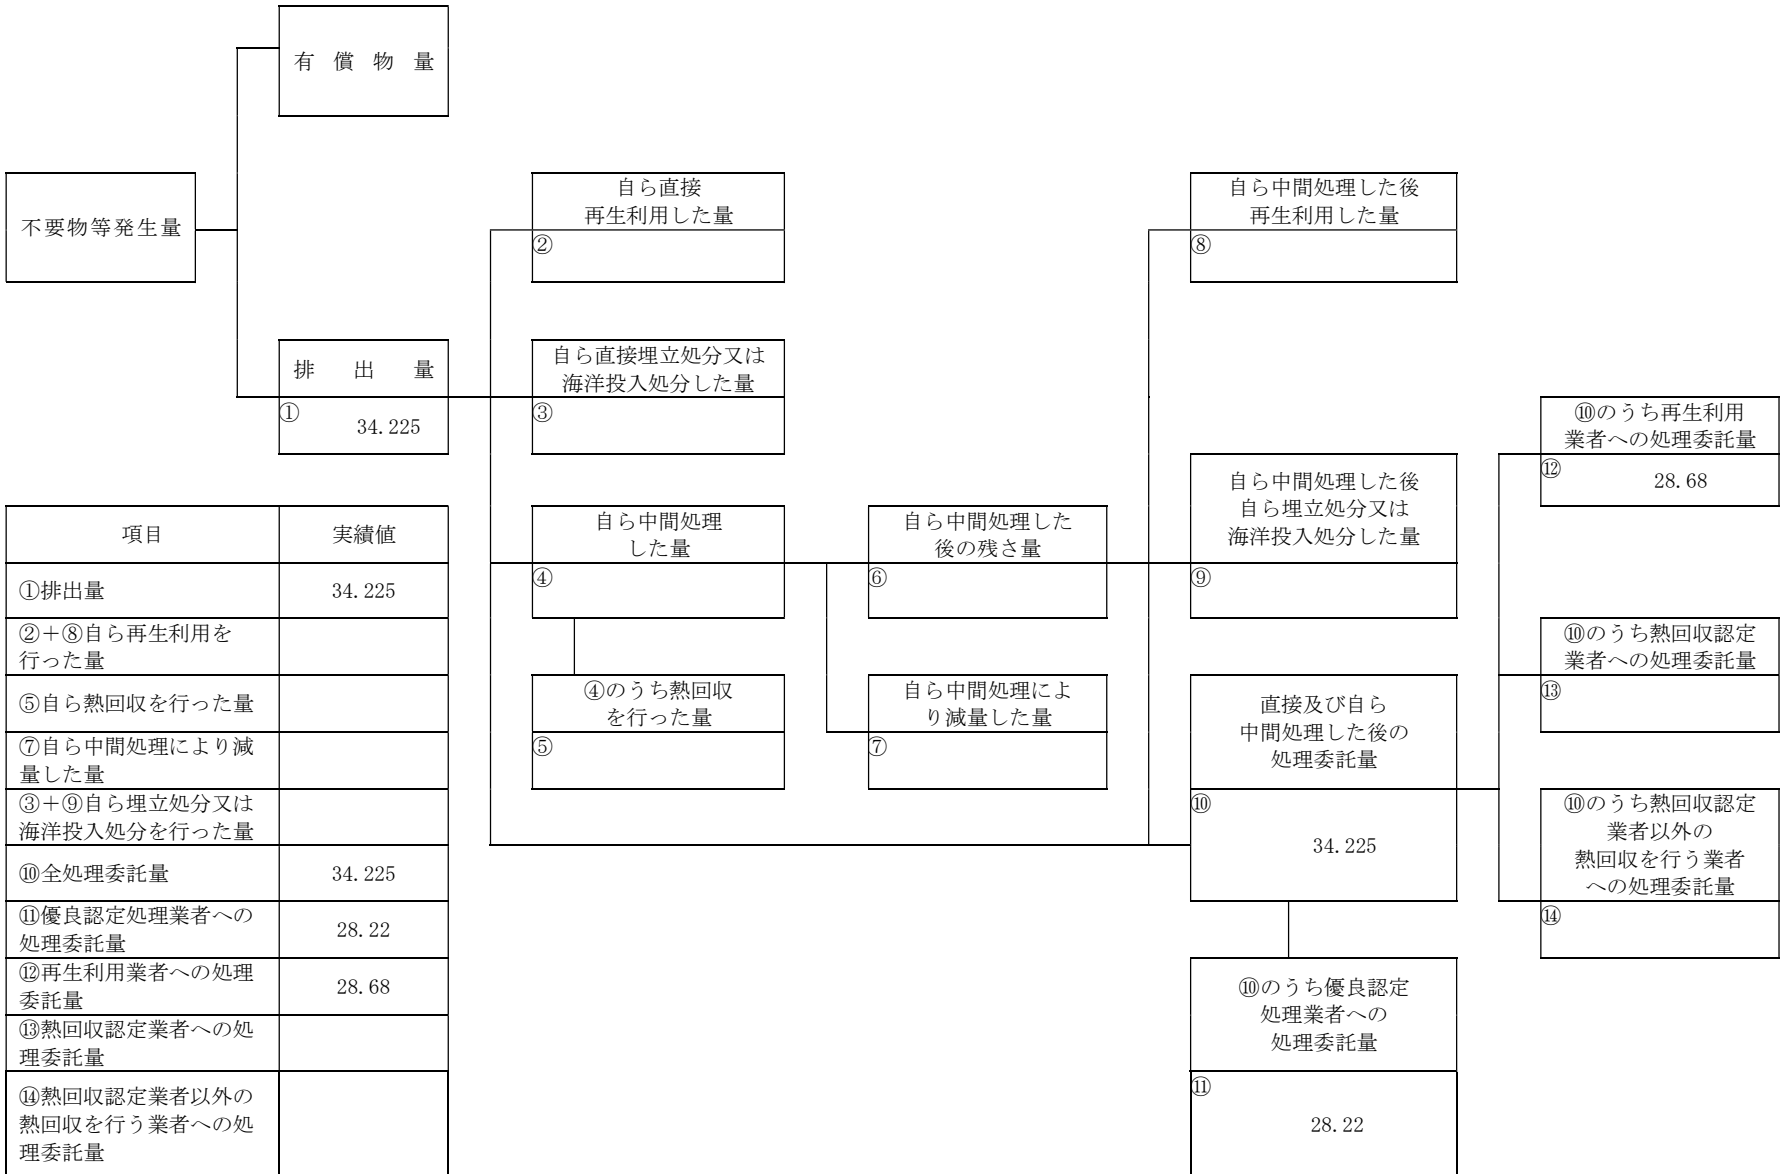 有償物量
不要物等発生量
自ら直接
再生利用した量
②
自ら中間処理した後
再生利用した量
⑧
排出量
①
34.225
自ら直接埋立処分又は
海洋投入処分した量
③
⑩のうち再生利用
業者への処理委託量
⑫
28.68
自ら中間処理
した量
④
自ら中間処理した
後の残さ量
⑥
自ら中間処理した後
自ら埋立処分又は
海洋投入処分した量
⑨
⑩のうち熱回収認定
業者への処理委託量
⑬
④のうち熱回収
を行った量
⑤
自ら中間処理によ
り減量した量
⑦
直接及び自ら
中間処理した後の
処理委託量
⑩
34.225
⑩のうち熱回収認定
業者以外の
熱回収を行う業者
への処理委託量
⑭
⑩のうち優良認定
処理業者への
処理委託量
⑪
28.22
項目 実績値
①排出量 34.225
②+⑧自ら再生利用を
行った量
⑤自ら熱回収を行った量
⑦自ら中間処理により減
量した量
③+⑨自ら埋立処分又は
海洋投入処分を行った量
⑩全処理委託量 34.225
⑪優良認定処理業者への
処理委託量 28.22
⑫再生利用業者への処理
委託量 28.68
⑬熱回収認定業者への処
理委託量
⑭熱回収認定業者以外の
熱回収を行う業者への処
理委託量